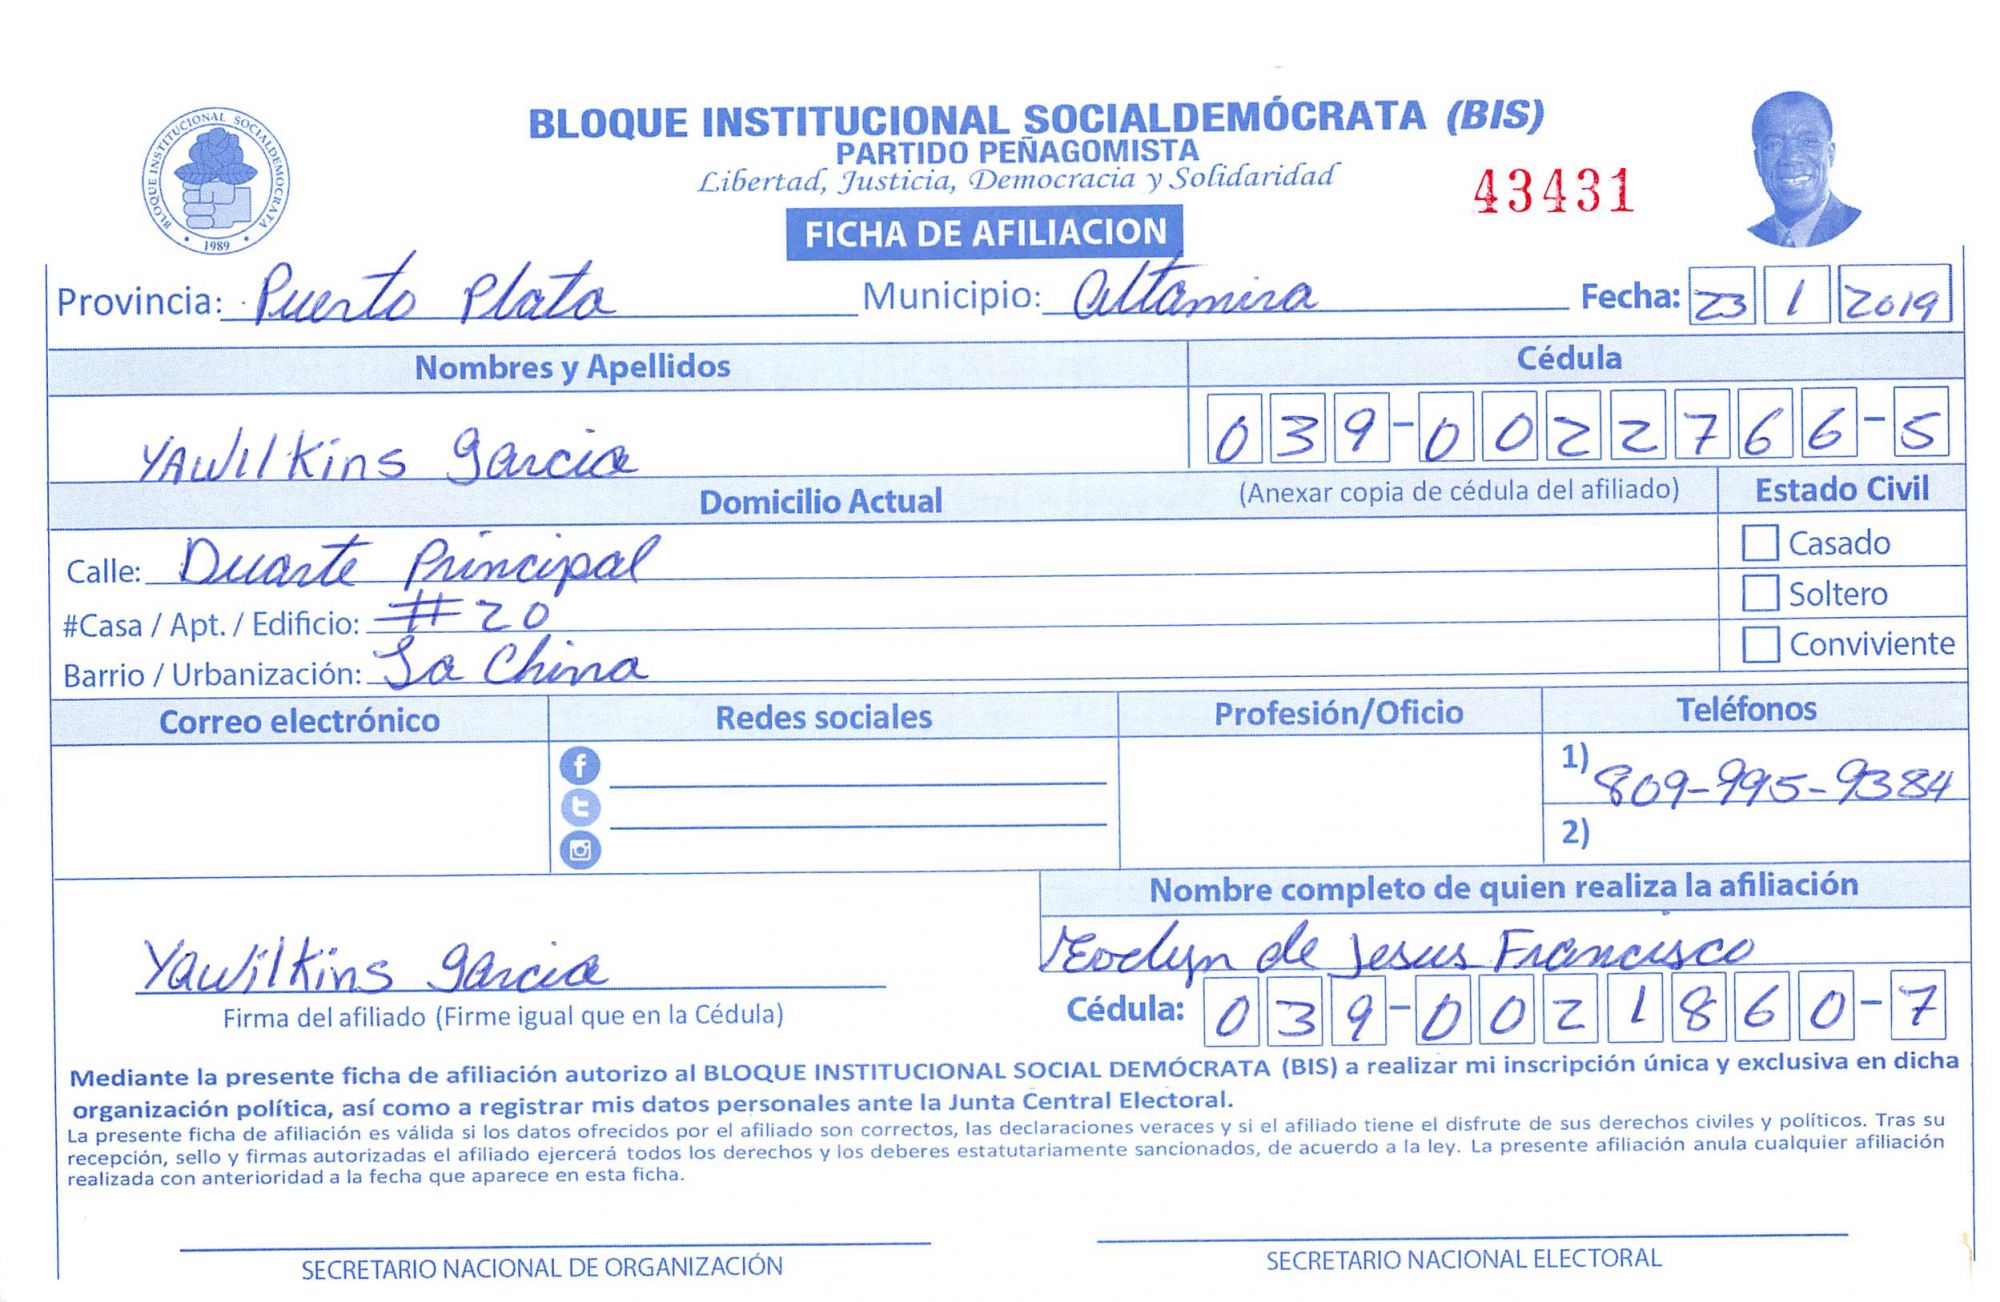 BLOQUE INSTITUCIONAL SOCIALDEMOCRATA
1989
BLOQUE INSTITUCIONAL SOCIALDEMÓCRATA (BIS)
PARTIDO PEÑAGOMISTA
Libertad, Justicia, Democracia y Solidaridad
43431
FICHA DE AFILIACION
Provincia: Puerto Plata Municipio: Altamira Fecha: 23 1 2019
Nombres y Apellidos Cédula
YAWilKins Garcia 039-0022766-5
Domicilio Actual (Anexar copia de cédula del afiliado) Estado Civil
Calle: Duarte Principal Casado
#Casa / Apt. / Edificio: #20 Soltero
Barrio / Urbanización: La China Conviviente
Correo electrónico Redes sociales Profesión/Oficio Teléfonos
1) 809-995-9384
2)
Nombre completo de quien realiza la afiliación
Evelyn de Jesus Francisco
YAWilKins Garcia
Firma del afiliado (Firme igual que en la Cédula) Cédula: 039-0021860-7
Mediante la presente ficha de afiliación autorizo al BLOQUE INSTITUCIONAL SOCIAL DEMÓCRATA (BIS) a realizar mi inscripción única y exclusiva en dicha
organización política, así como a registrar mis datos personales ante la Junta Central Electoral.
La presente ficha de afiliación es válida si los datos ofrecidos por el afiliado son correctos, las declaraciones veraces y si el afiliado tiene el disfrute de sus derechos civiles y políticos. Tras su
recepción, sello y firmas autorizadas el afiliado ejercerá todos los derechos y los deberes estatutariamente sancionados, de acuerdo a la ley. La presente afiliación anula cualquier afiliación
realizada con anterioridad a la fecha que aparece en esta ficha.
SECRETARIO NACIONAL DE ORGANIZACIÓN SECRETARIO NACIONAL ELECTORAL